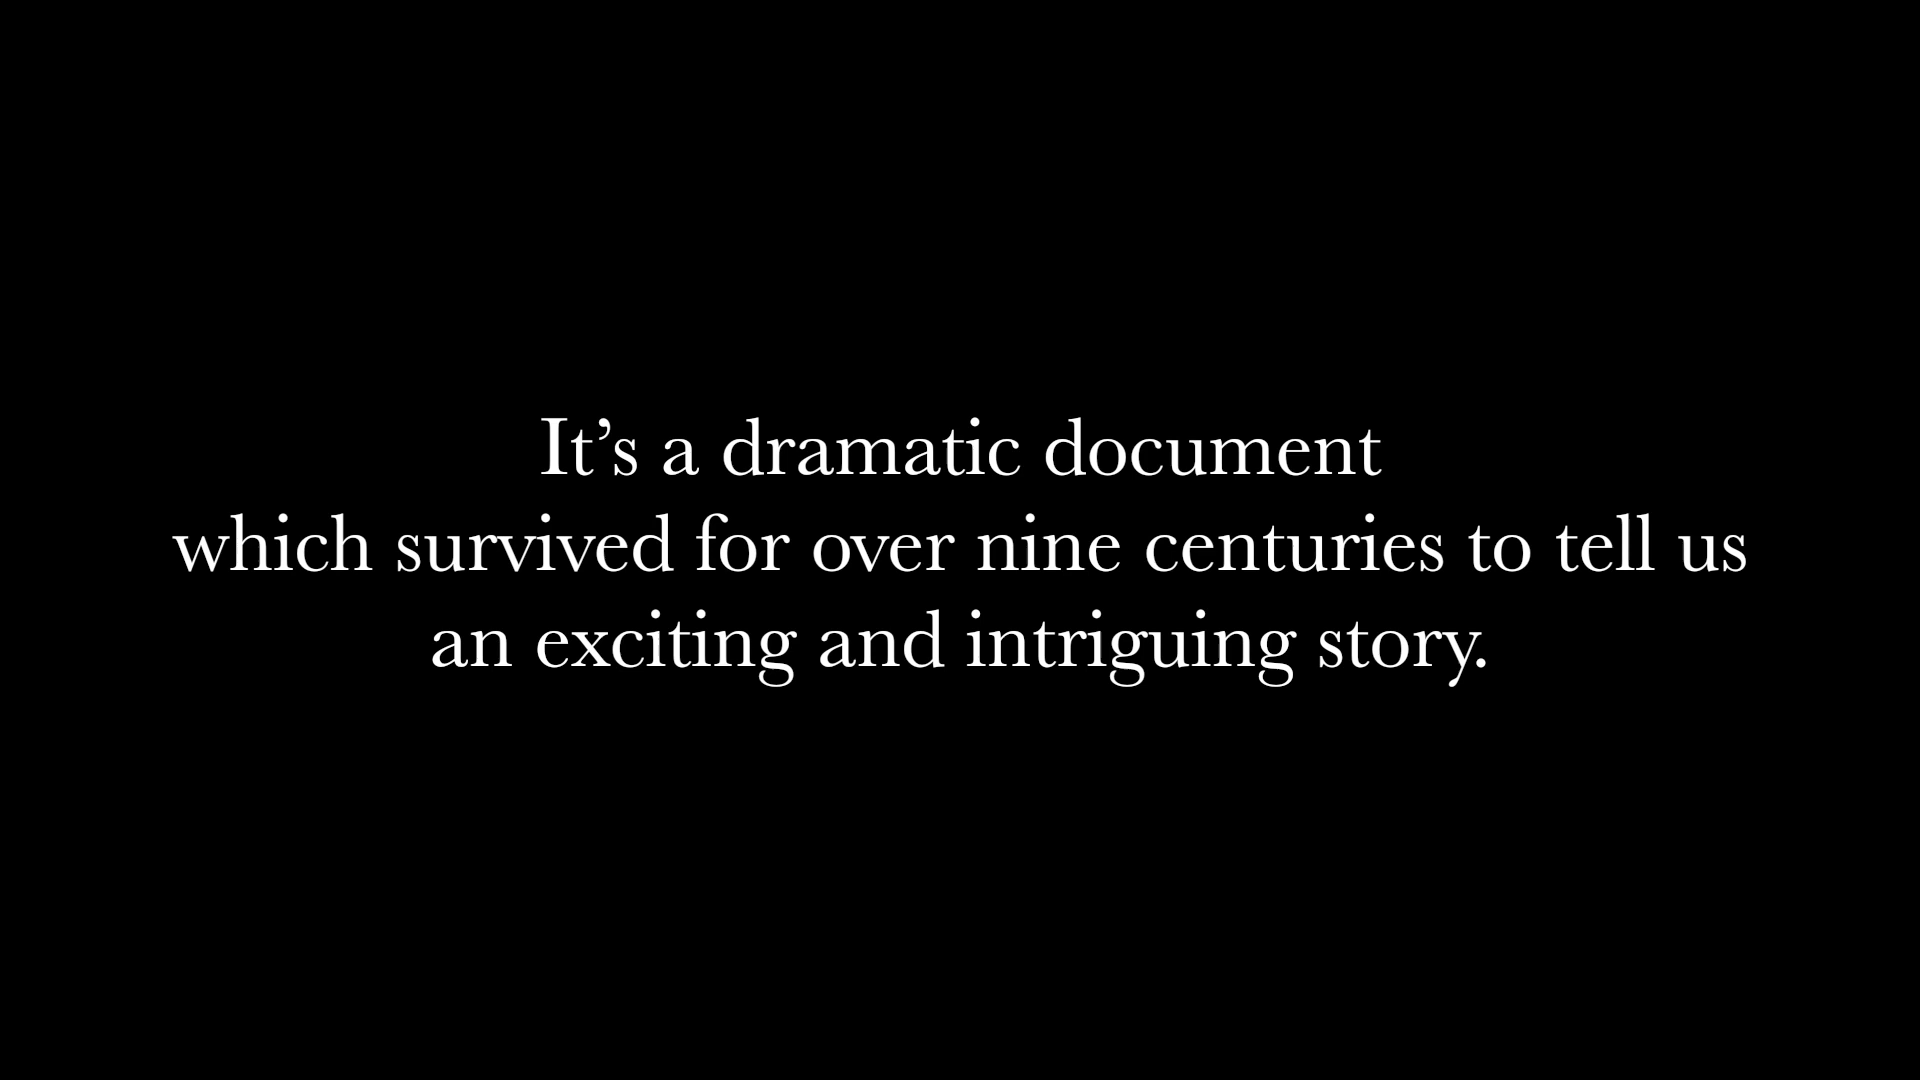 It’s a dramatic document
which survived for over nine centuries to tell us
an exciting and intriguing story.